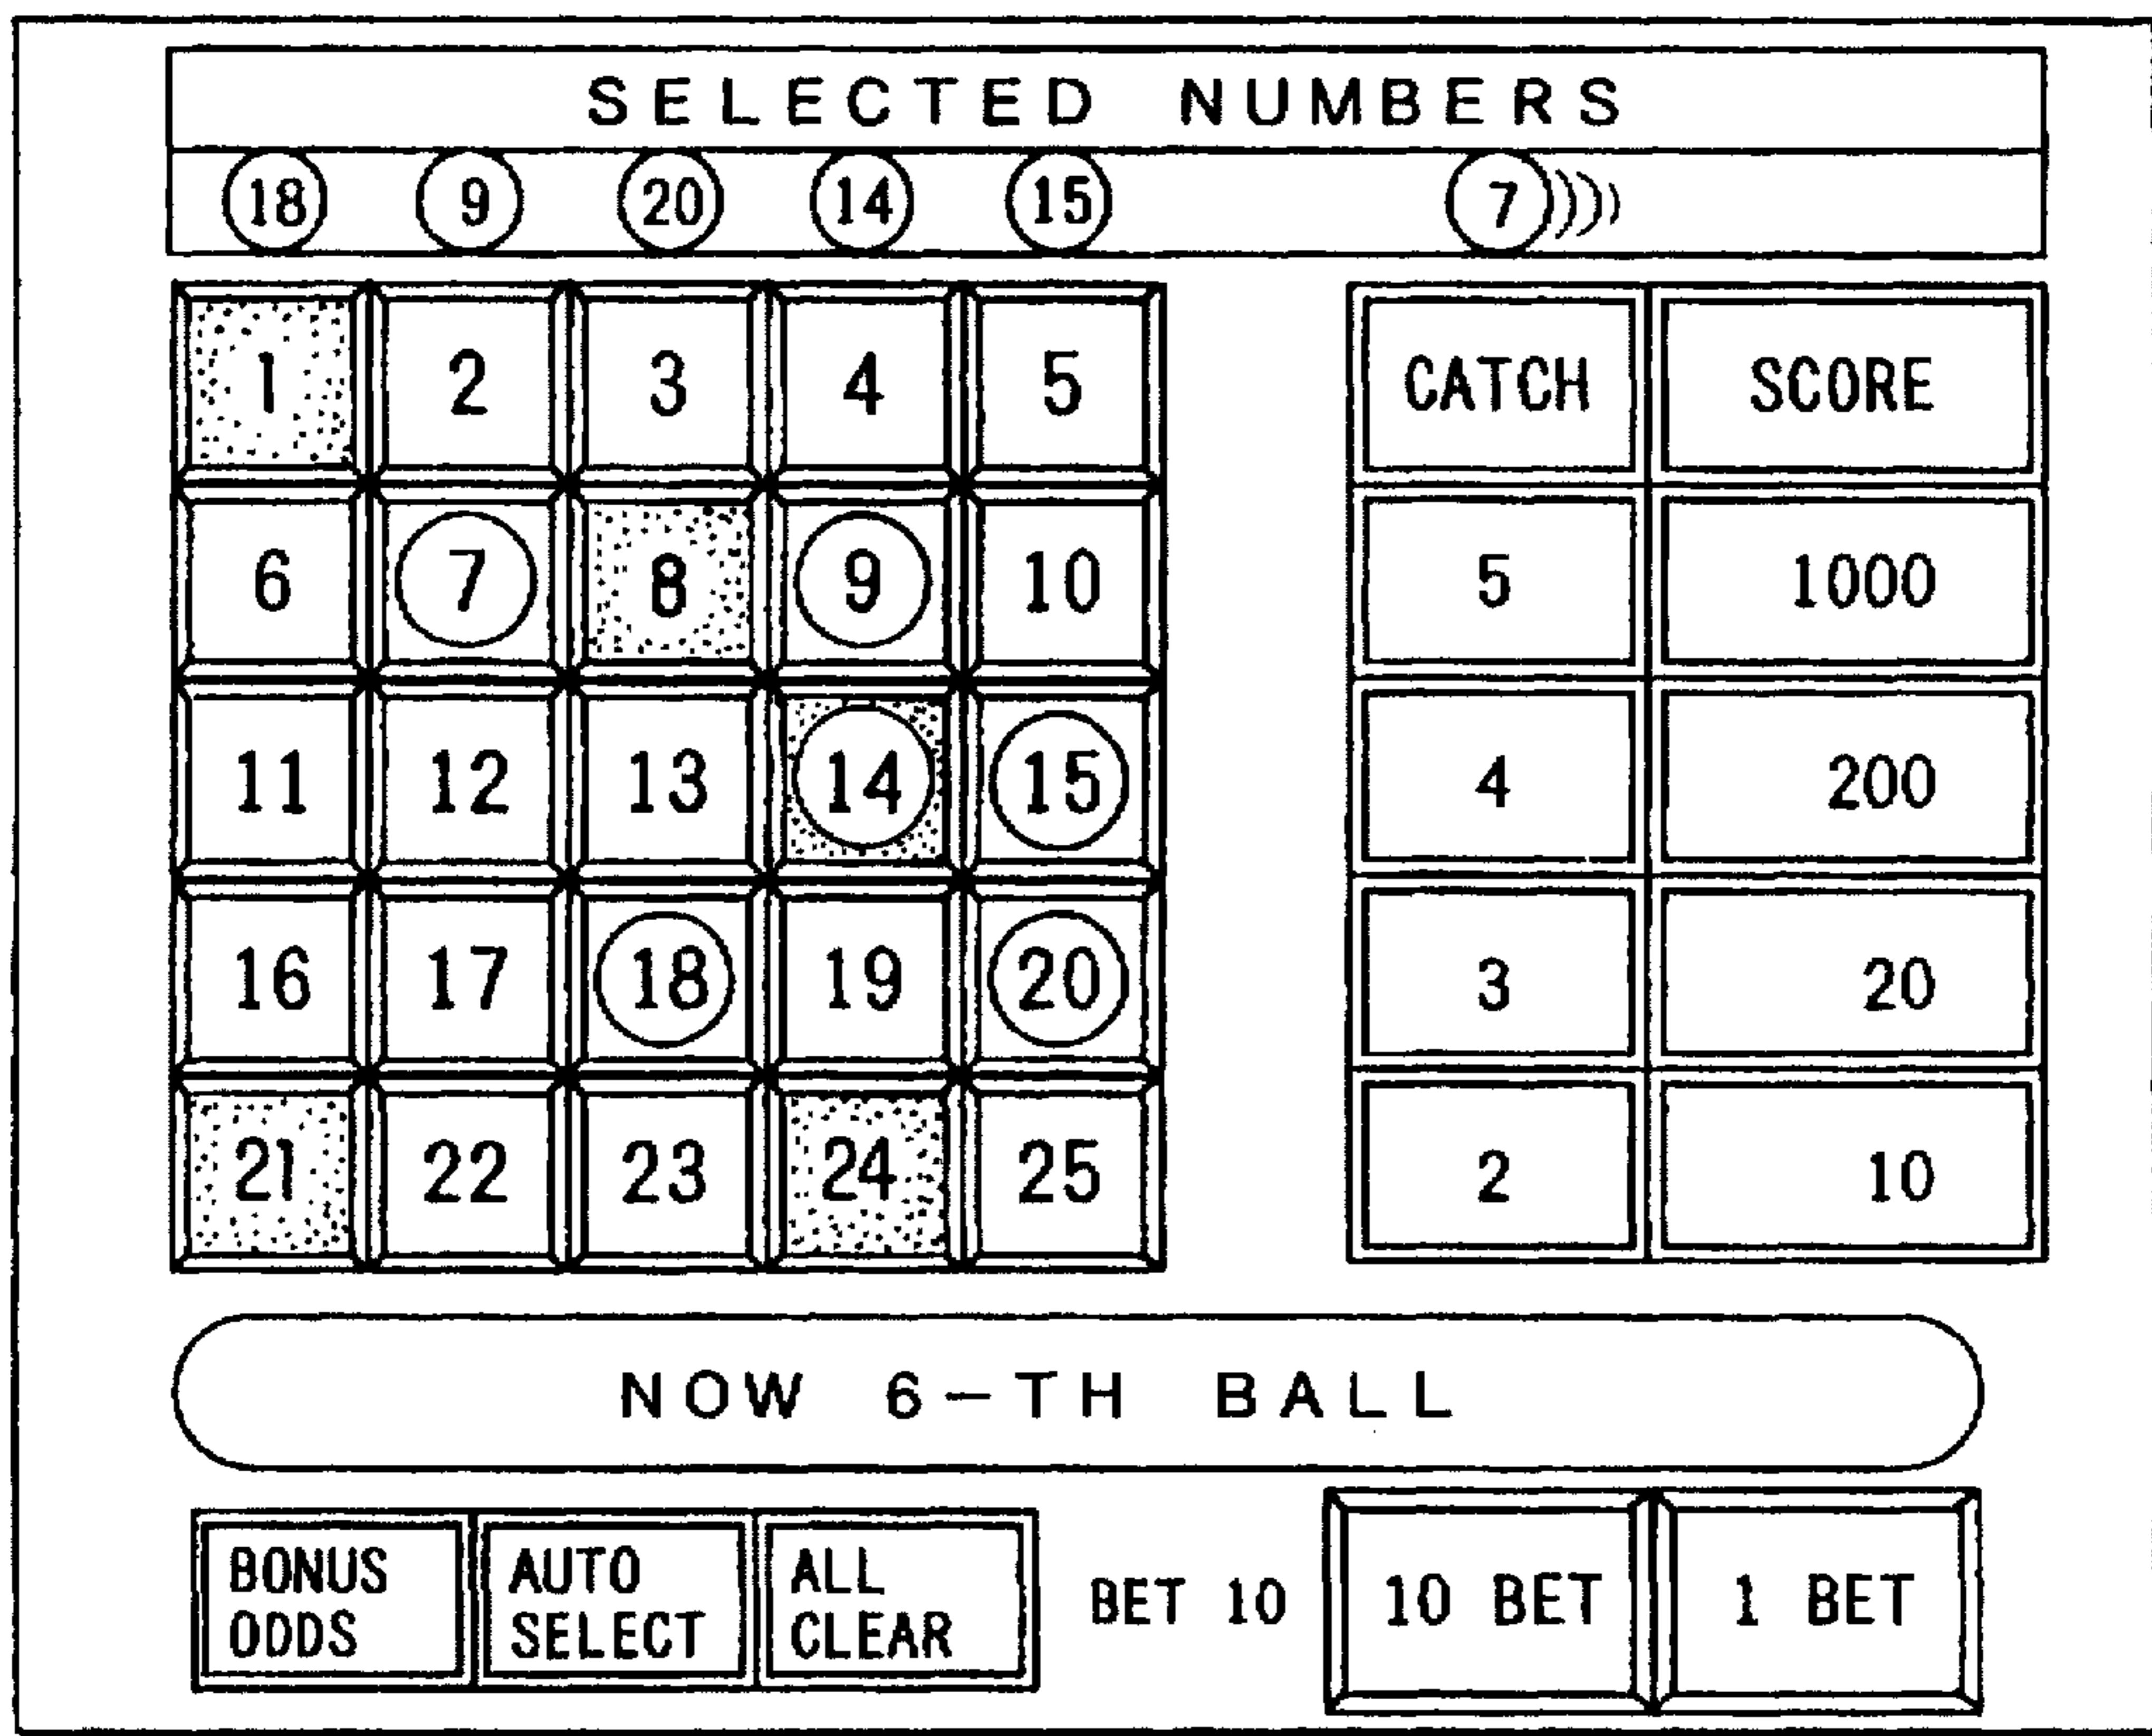 SELECTED NUMBERS
18 9 20 14 15 7
1 2 3 4 5
6 7 8 9 10
11 12 13 14 15
16 17 18 19 20
21 22 23 24 25
CATCH SCORE
5 1000
4 200
3 20
2 10
NOW 6-TH BALL
BONUS
ODDS
AUTO
SELECT
ALL
CLEAR
BET 10
10 BET
1 BET